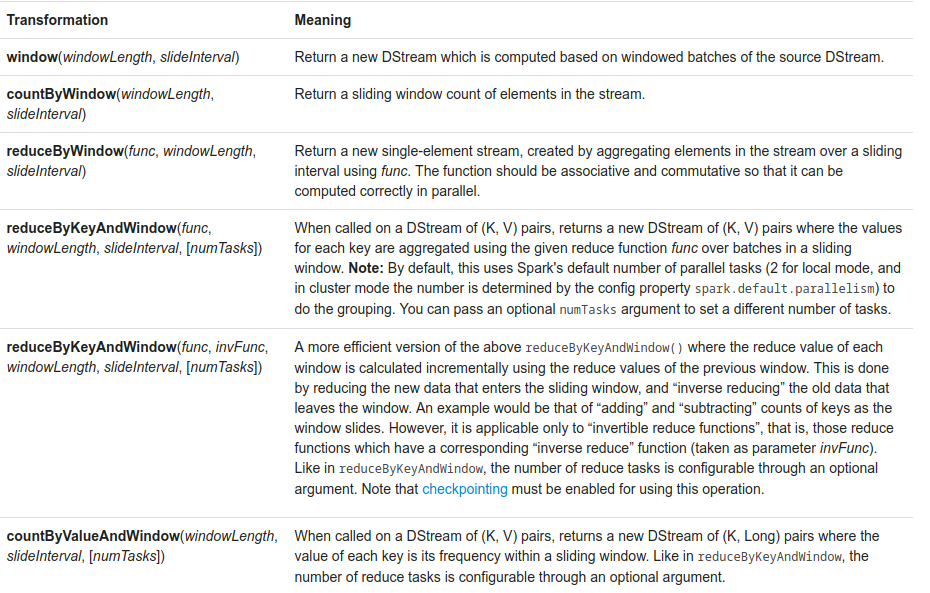 Transformation Meaning
window(windowLength, slideInterval) Return a new DStream which is computed based on windowed batches of the source DStream.
countByWindow(windowLength, Return a sliding window count of elements in the stream.
slideInterval)
reduceByWindow(func, windowLength, Return a new single-element stream, created by aggregating elements in the stream over a sliding
slideInterval) interval using func. The function should be associative and commutative so that it can be
computed correctly in parallel.
reduceByKeyAndWindow(func, When called on a DStream of (K, V) pairs, returns a new DStream of (K, V) pairs where the values
windowLength, slideInterval, [numTasks]) for each key are aggregated using the given reduce function func over batches in a sliding
window. Note: By default, this uses Spark's default number of parallel tasks (2 for local mode, and
in cluster mode the number is determined by the config property spark.default.parallelism) to
do the grouping. You can pass an optional numTasks argument to set a different number of tasks.
reduceByKeyAndWindow(func, invFunc, A more efficient version of the above reduceByKeyAndWindow() where the reduce value of each
windowLength, slideInterval, [numTasks]) window is calculated incrementally using the reduce values of the previous window. This is done
by reducing the new data that enters the sliding window, and “inverse reducing” the old data that
leaves the window. An example would be that of “adding” and “subtracting” counts of keys as the
window slides. However, it is applicable only to “invertible reduce functions”, that is, those reduce
functions which have a corresponding “inverse reduce” function (taken as parameter invFunc).
Like in reduceByKeyAndWindow, the number of reduce tasks is configurable through an optional
argument. Note that checkpointing must be enabled for using this operation.
countByValueAndWindow(windowLength, When called on a DStream of (K, V) pairs, returns a new DStream of (K, Long) pairs where the
slideInterval, [numTasks]) value of each key is its frequency within a sliding window. Like in reduceByKeyAndWindow, the
number of reduce tasks is configurable through an optional argument.